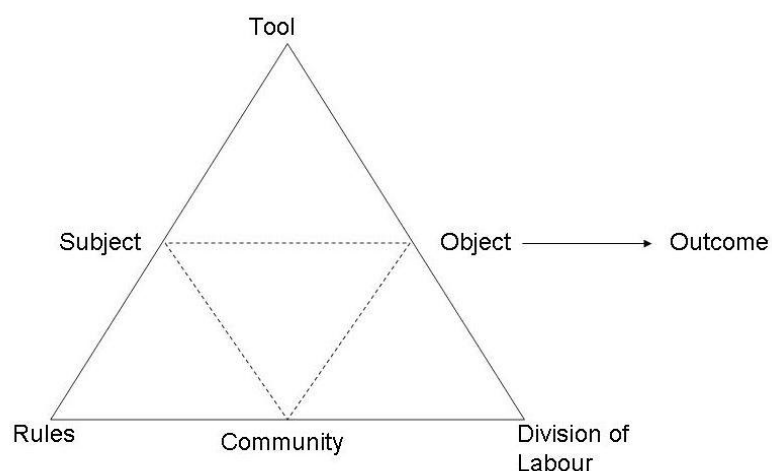 Tool
Subject
Object
Outcome
Rules
Community
Division of
Labour